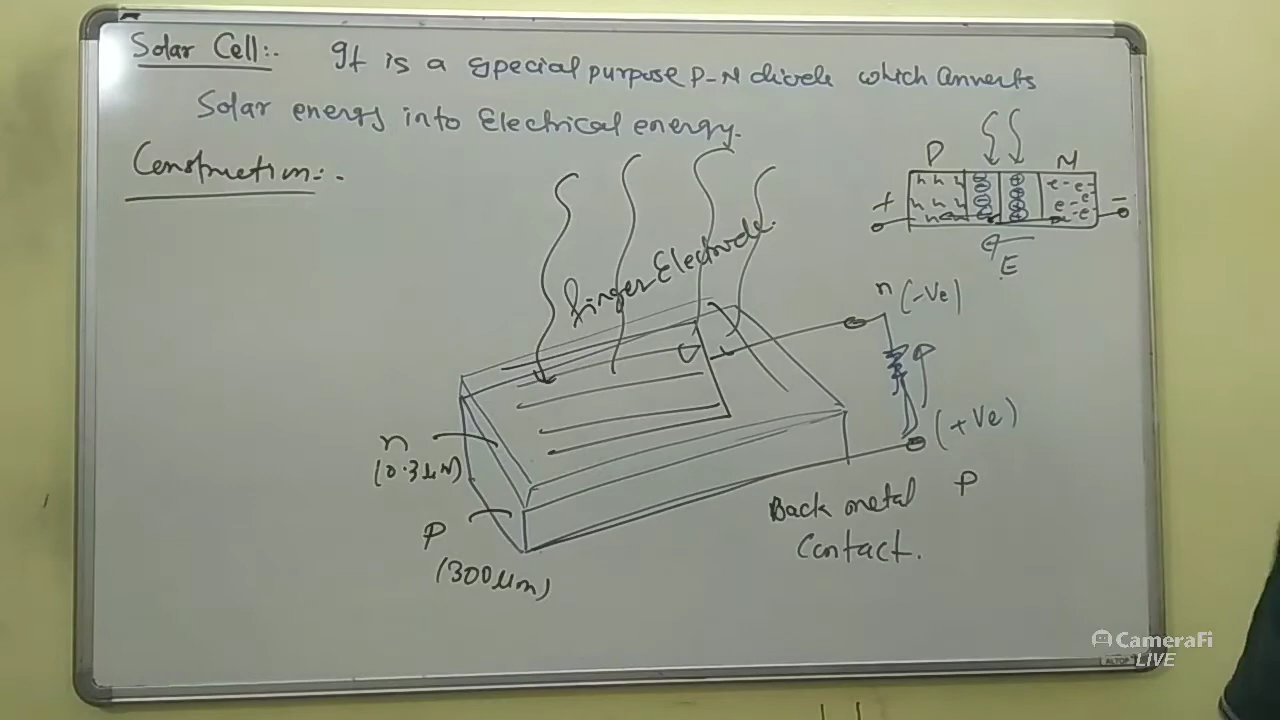 Solar Cell:-
It is a special purpose P-N diode which converts
Solar energy into Electrical energy.
Construction:-
P
N
h h h
h h h
e- e-
e- e-
+
-
E
Finger Electrode.
n (-Ve)
n
(0.3μm)
(+Ve)
P
P
(300μm)
Back metal
Contact.
CameraFi
LIVE